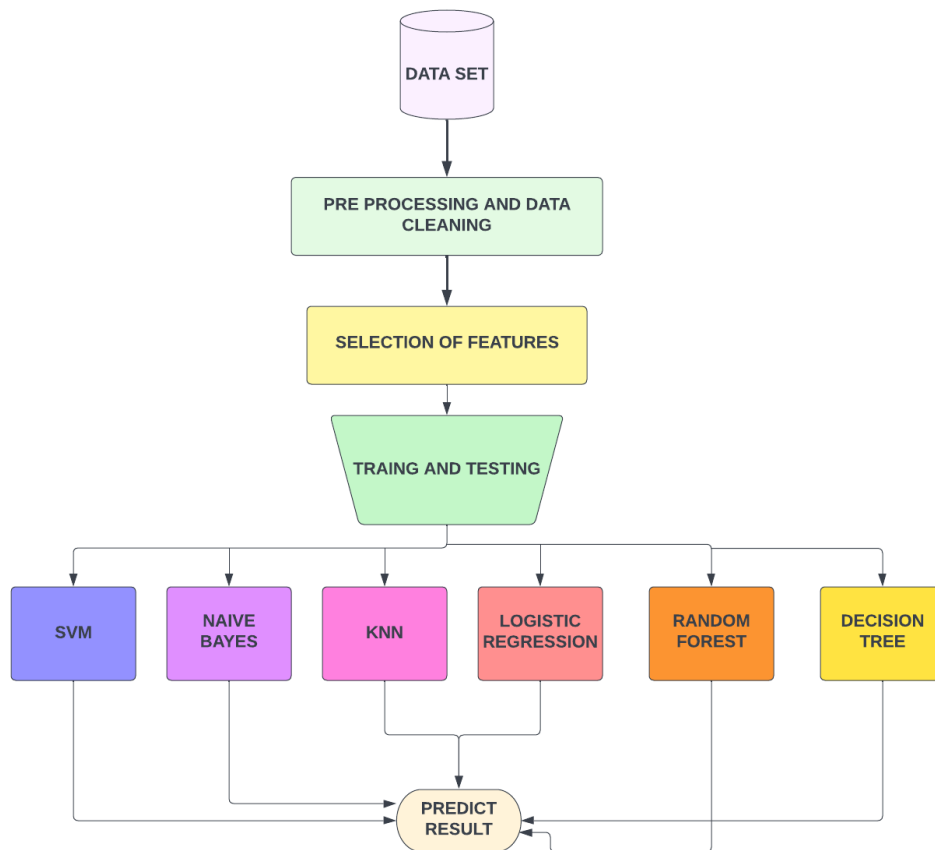 DATA SET
PRE PROCESSING AND DATA
CLEANING
SELECTION OF FEATURES
TRAING AND TESTING
SVM
NAIVE
BAYES
KNN
LOGISTIC
REGRESSION
RANDOM
FOREST
DECISION
TREE
PREDICT
RESULT